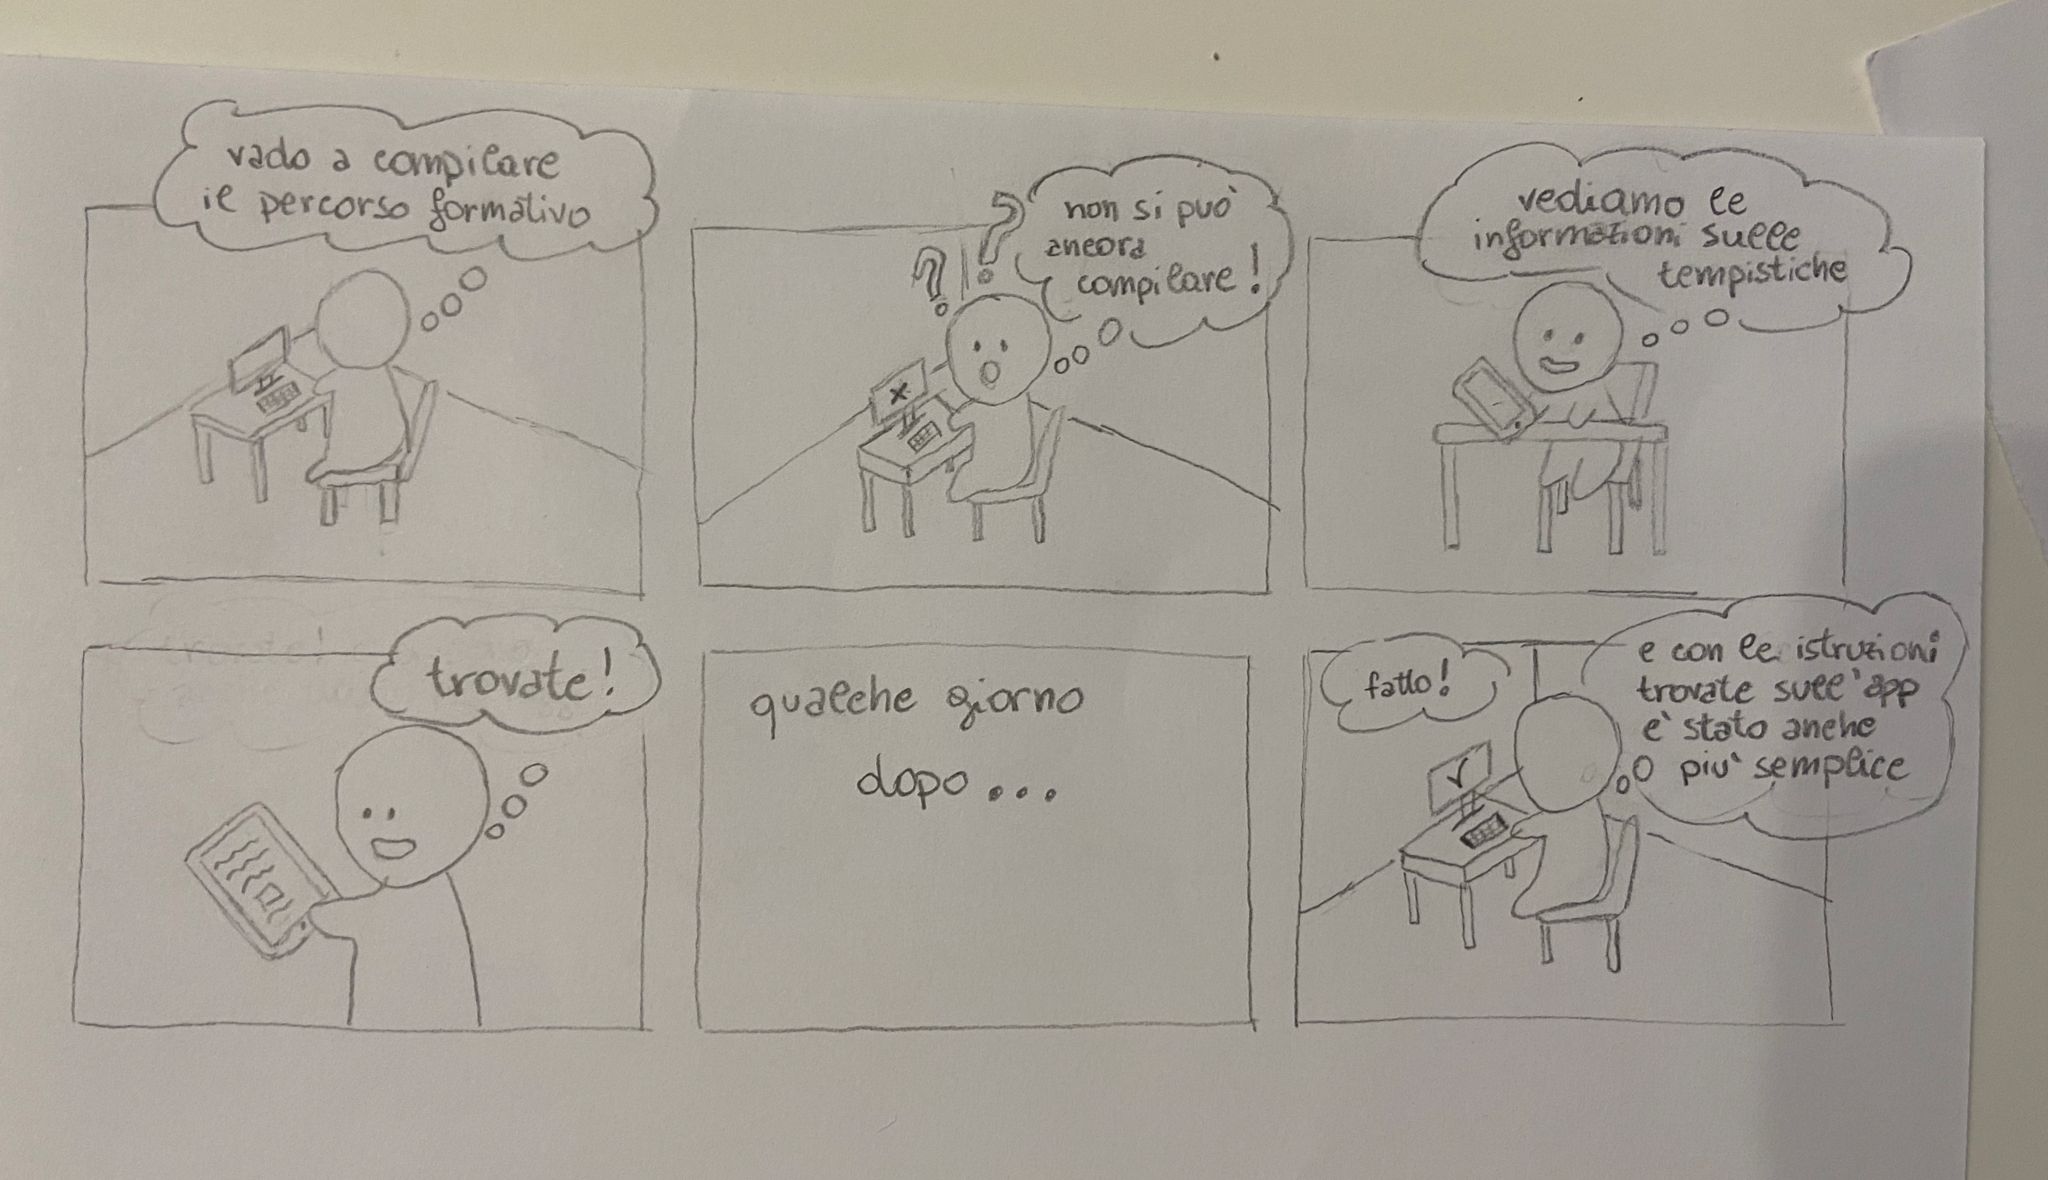 vado a compilare
il percorso formativo
? ?
non si può
ancora
compilare!
vediamo le
informazioni sulle
tempistiche
trovate!
qualche giorno
dopo...
fatto!
e con le istruzioni
trovate sull'app
e' stato anche
piu' semplice